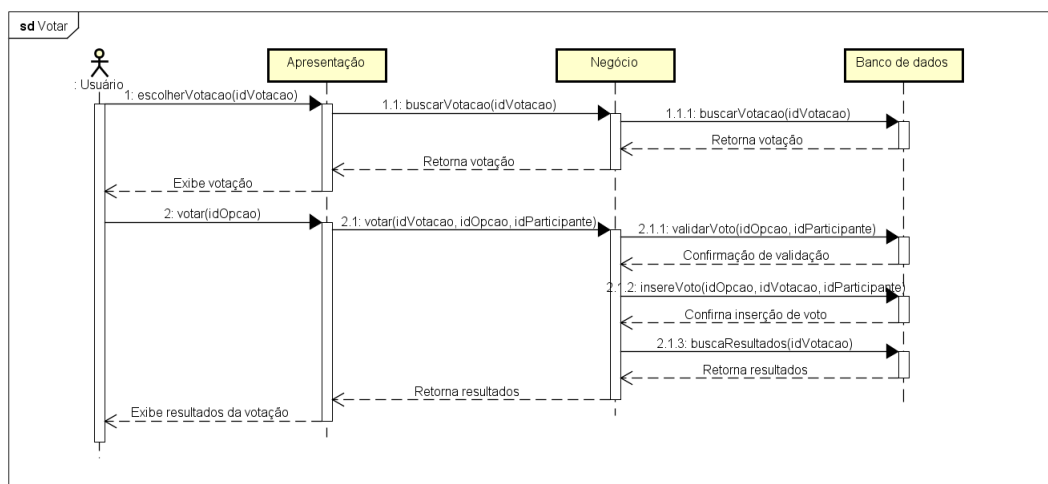 sd Votar
: Usuário
Apresentação
Negócio
Banco de dados
1: escolherVotacao(idVotacao)
1.1: buscarVotacao(idVotacao)
1.1.1: buscarVotacao(idVotacao)
Retorna votação
Retorna votação
Exibe votação
2: votar(idOpcao)
2.1: votar(idVotacao, idOpcao, idParticipante)
2.1.1: validarVoto(idOpcao, idParticipante)
Confirmação de validação
2.1.2: insereVoto(idOpcao, idVotacao, idParticipante)
Confirna inserção de voto
2.1.3: buscaResultados(idVotacao)
Retorna resultados
Retorna resultados
Exibe resultados da votação